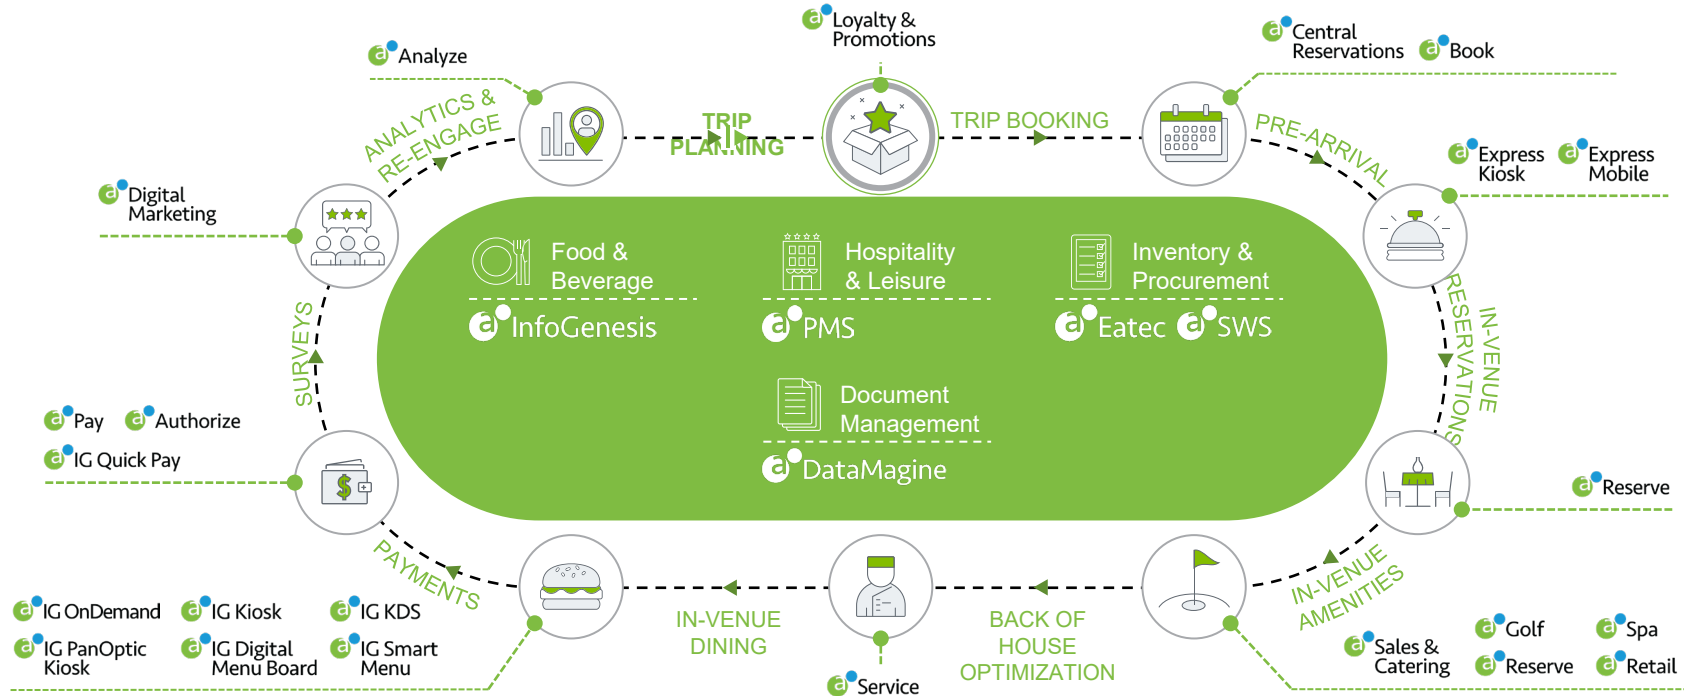 Loyalty &
Promotions
Central
Reservations
Book
Analyze
ANALYTICS &
RE-ENGAGE
TRIP
PLANNING
TRIP BOOKING
PRE-ARRIVAL
Express
Kiosk
Express
Mobile
Digital
Marketing
Food &
Beverage
a InfoGenesis
Hospitality
& Leisure
a PMS
Inventory &
Procurement
a Eatec
a SWS
Document
Management
a DataMagine
IN-VENUE
RESERVATIONS
SURVEYS
Pay
Authorize
IG Quick Pay
$
Reserve
PAYMENTS
IN-VENUE
AMENITIES
IG OnDemand
IG Kiosk
IG KDS
IG PanOptic
Kiosk
IG Digital
Menu Board
IG Smart
Menu
IN-VENUE
DINING
BACK OF
HOUSE
OPTIMIZATION
Service
Sales &
Catering
Golf
Spa
Reserve
Retail